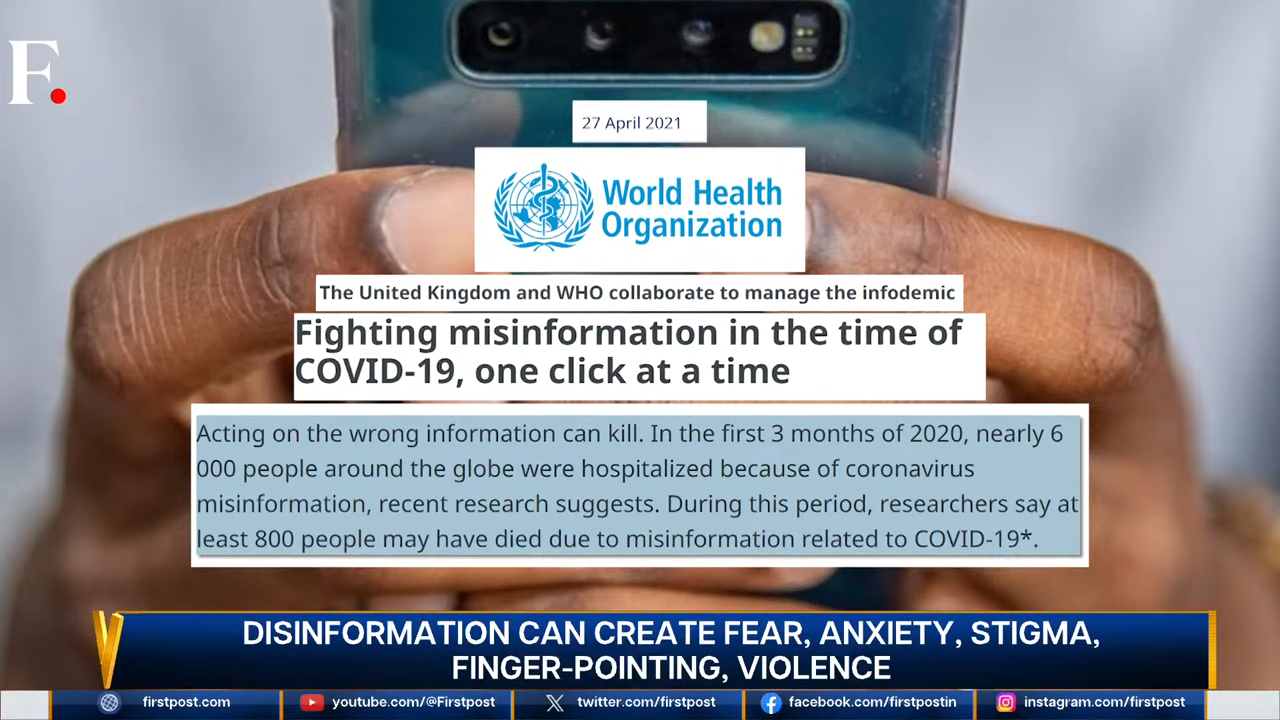 F.
27 April 2021
World Health
Organization
The United Kingdom and WHO collaborate to manage the infodemic
Fighting misinformation in the time of
COVID-19, one click at a time
Acting on the wrong information can kill. In the first 3 months of 2020, nearly 6
000 people around the globe were hospitalized because of coronavirus
misinformation, recent research suggests. During this period, researchers say at
least 800 people may have died due to misinformation related to COVID-19*.
DISINFORMATION CAN CREATE FEAR, ANXIETY, STIGMA,
FINGER-POINTING, VIOLENCE
firstpost.com youtube.com/@Firstpost twitter.com/firstpost facebook.com/firstpostin instagram.com/firstpost